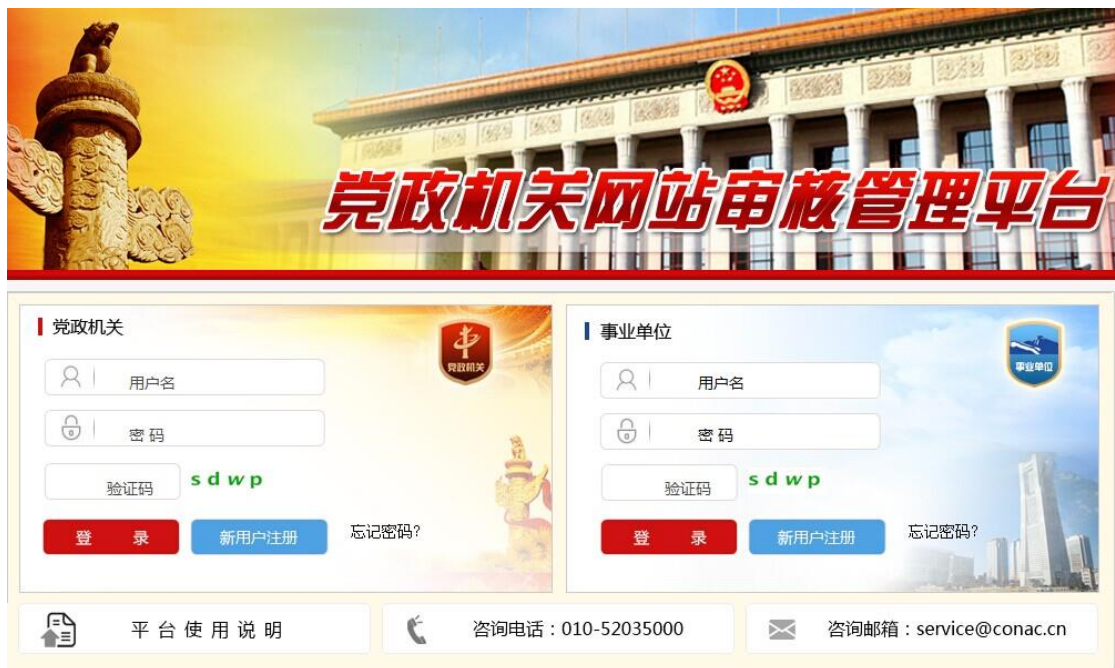 党政机关网站审核管理平台
党政机关
党政机关
用户名
密 码
验证码 s d w p
登 录 新用户注册 忘记密码?
事业单位
事业单位
用户名
密 码
验证码 s d w p
登 录 新用户注册 忘记密码?
平 台 使 用 说 明
咨询电话：010-52035000
咨询邮箱：service@conac.cn